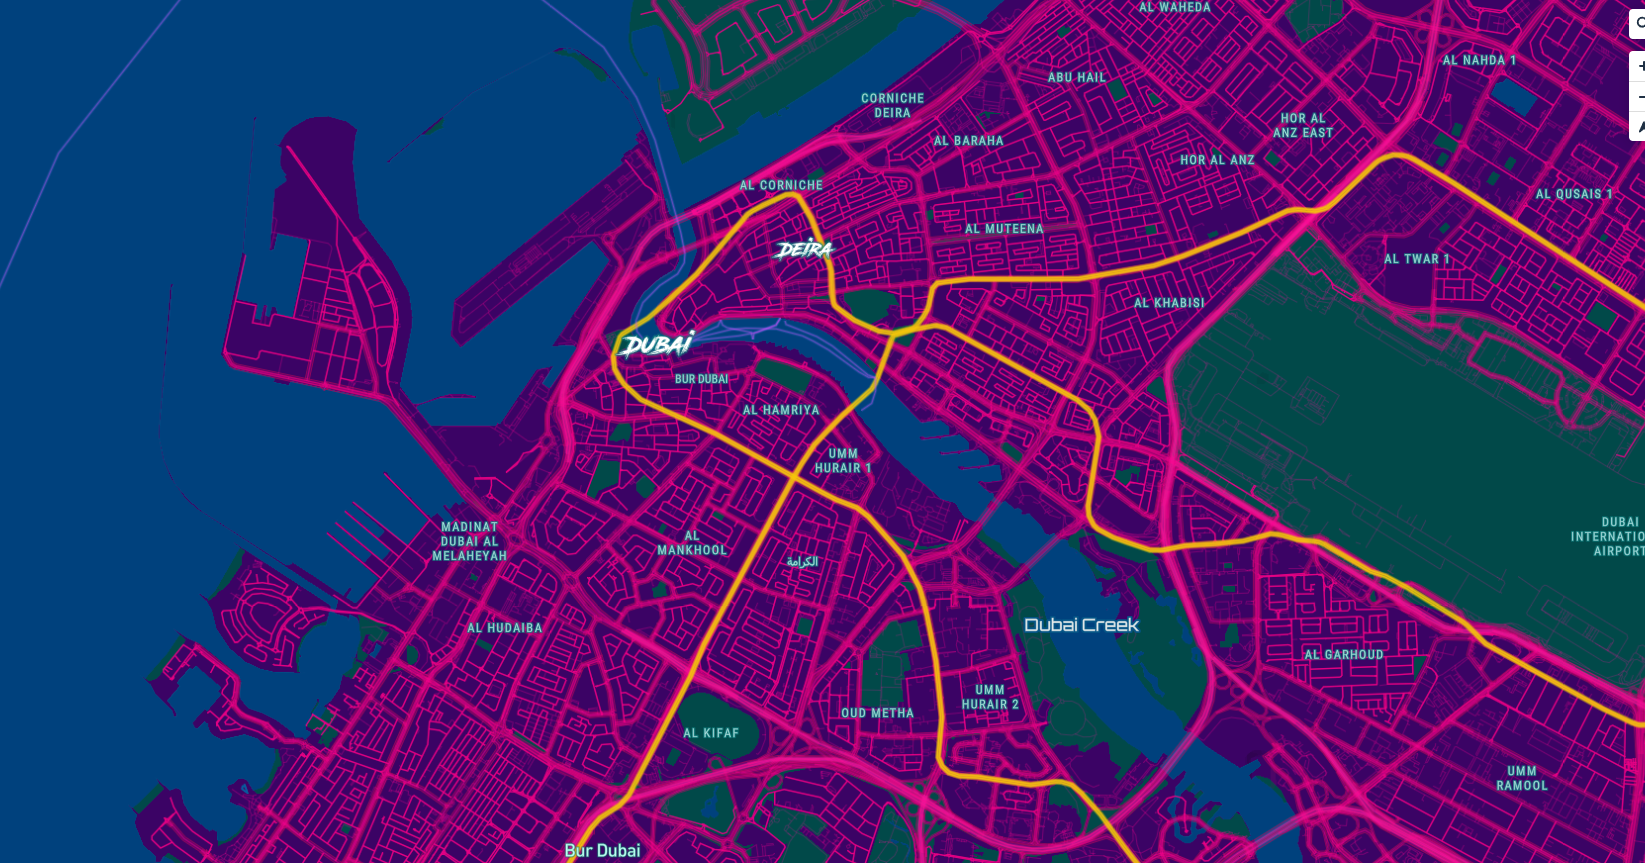 AL WAHEDA
AL NAHDA 1
ABU HAIL
CORNICHE
DEIRA
HOR AL
ANZ EAST
AL BARAHA
HOR AL ANZ
AL CORNICHE
AL QUSAIS 1
AL MUTEENA
DEIRA
AL TWAR 1
AL KHABISI
DUBAI
BUR DUBAI
AL HAMRIYA
UMM
HURAIR 1
MADINAT
DUBAI AL
MELAHEYAH
AL
MANKHOOL
DUBAI
INTERNATIO
AIRPORT
الكرامة
AL HUDAIBA
Dubai Creek
AL GARHOUD
UMM
HURAIR 2
OUD METHA
AL KIFAF
UMM
RAMOOL
Bur Dubai